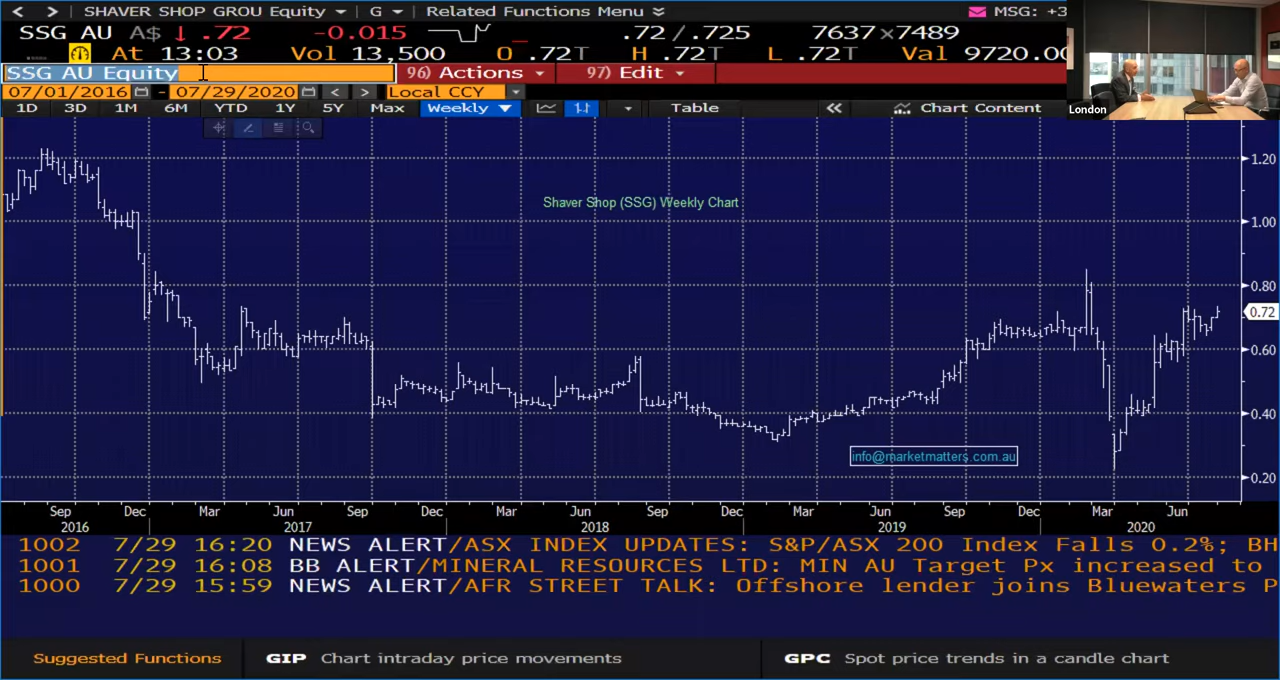 < > SHAVER SHOP GROU Equity G Related Functions Menu MSG: +3
SSG AU A$ ↓ .72 -0.015 .72/.725 7637×7489
At 13:03 Vol 13,500 O .72T H .72T L .72T Val 9720.00
SSG AU Equity 96) Actions 97) Edit
07/01/2016 - 07/29/2020 < > Local CCY
London
1D 3D 1M 6M YTD 1Y 5Y Max Weekly Table Chart Content
1.20
Shaver Shop (SSG) Weekly Chart
1.00
0.80
0.72
0.60
0.40
info@marketmatters.com.au
0.20
Sep Dec Mar Jun Sep Dec Mar Jun Sep Dec Mar Jun Sep Dec Mar Jun
2016 2017 2018 2019 2020
1002 7/29 16:20 NEWS ALERT/ASX INDEX UPDATES: S&P/ASX 200 Index Falls 0.2%; BH
1001 7/29 16:08 BB ALERT/MINERAL RESOURCES LTD: MIN AU Target Px increased to
1000 7/29 15:59 NEWS ALERT/AFR STREET TALK: Offshore lender joins Bluewaters P
Suggested Functions GIP Chart intraday price movements GPC Spot price trends in a candle chart